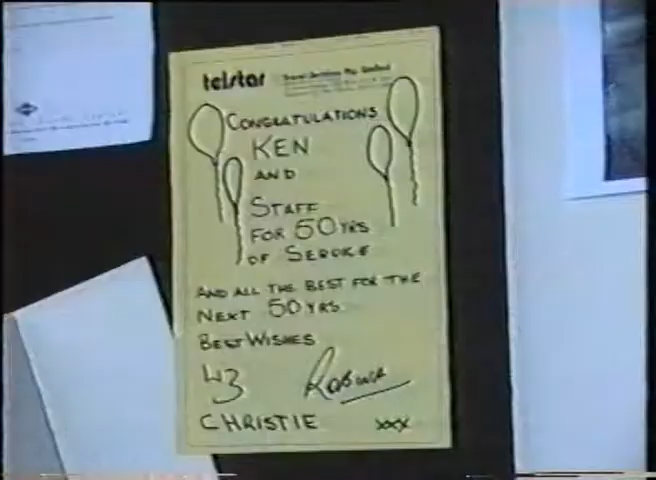 telstar
CONGRATULATIONS
KEN
AND
STAFF
FOR 50 YRS
OF SERVICE
AND ALL THE BEST FOR THE
NEXT 50 YRS
BEST WISHES
CHRISTIE xxx